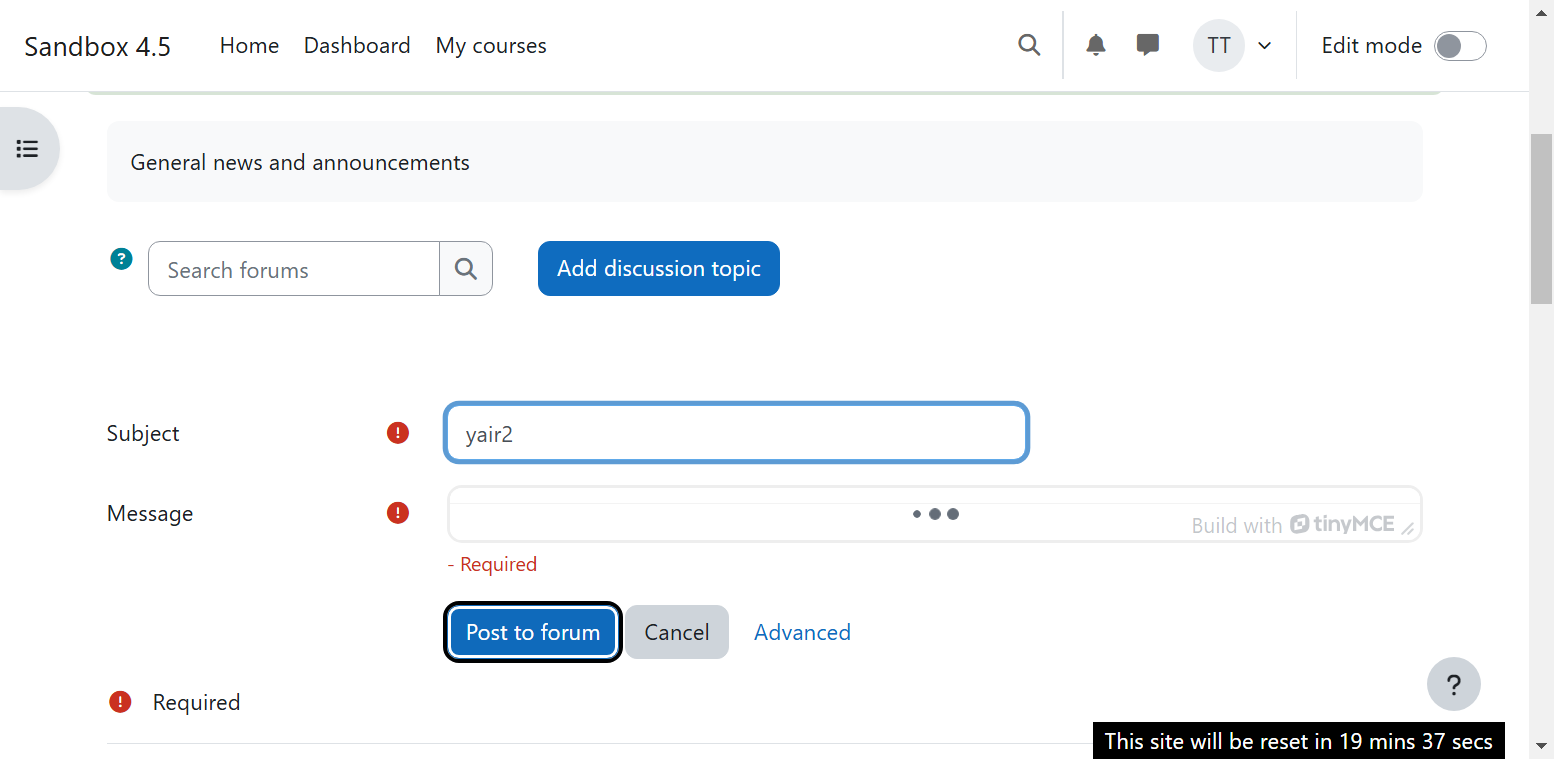 Sandbox 4.5 Home Dashboard My courses TT Edit mode
General news and announcements
? Search forums Add discussion topic
Subject ! yair2
Message ! Build with tinyMCE
- Required
Post to forum Cancel Advanced
! Required
?
This site will be reset in 19 mins 37 secs